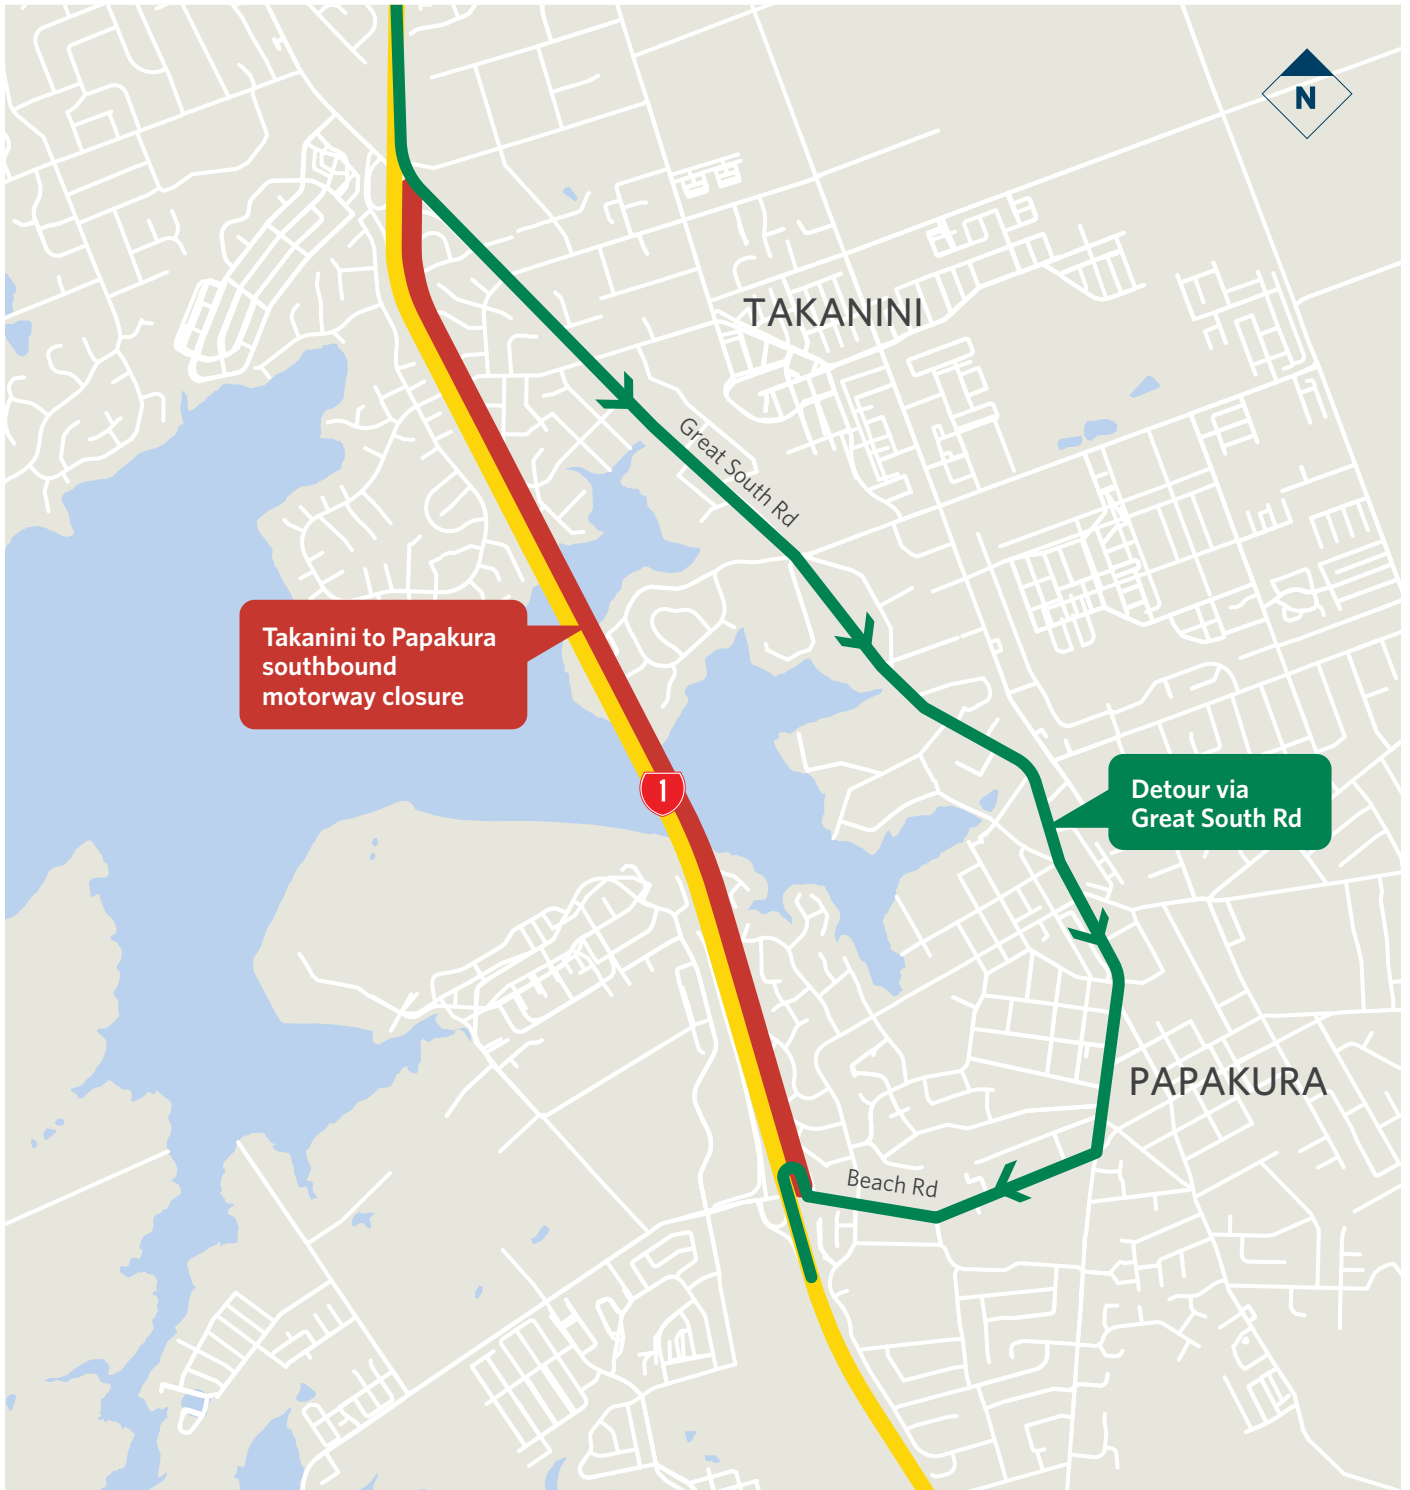 N
TAKANINI
Great South Rd
Takanini to Papakura
southbound
motorway closure
1
Detour via
Great South Rd
PAPAKURA
Beach Rd